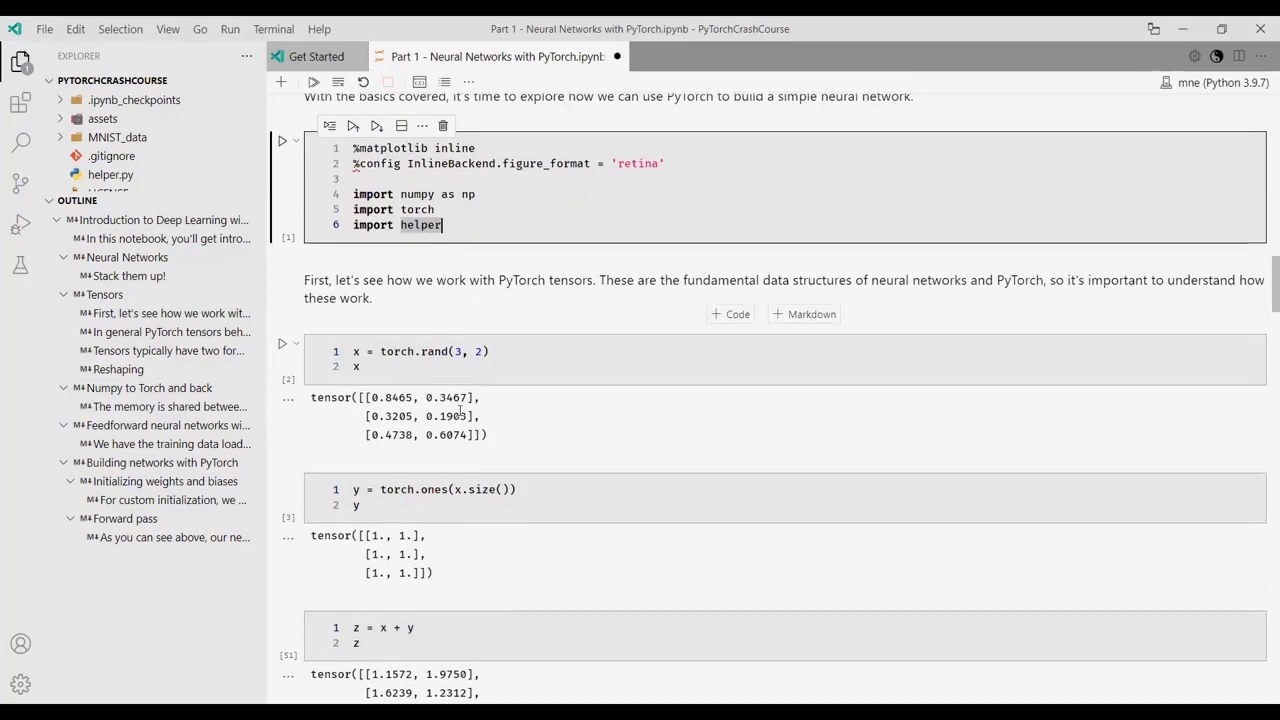 File Edit Selection View Go Run Terminal Help Part 1 - Neural Networks with PyTorch.ipynb - PyTorchCrashCourse
EXPLORER
PYTORCHCRASHCOURSE
.ipynb_checkpoints
assets
MNIST_data
.gitignore
helper.py
OUTLINE
M↓Introduction to Deep Learning wi...
M↓In this notebook, you'll get intro...
M↓Neural Networks
M↓Stack them up!
M↓Tensors
M↓First, let's see how we work wit...
M↓In general PyTorch tensors beh...
M↓Tensors typically have two for...
M↓Reshaping
M↓Numpy to Torch and back
M↓The memory is shared betwee...
M↓Feedforward neural networks wi...
M↓We have the training data load...
M↓Building networks with PyTorch
M↓Initializing weights and biases
M↓For custom initialization, we ...
M↓Forward pass
M↓As you can see above, our ne...
Get Started Part 1 - Neural Networks with PyTorch.ipynb
mne (Python 3.9.7)
With the basics covered, it's time to explore how we can use PyTorch to build a simple neural network.
1 %matplotlib inline
2 %config InlineBackend.figure_format = 'retina'
3
4 import numpy as np
5 import torch
6 import helper
[1]
First, let's see how we work with PyTorch tensors. These are the fundamental data structures of neural networks and PyTorch, so it's important to understand how
these work.
+ Code + Markdown
1 x = torch.rand(3, 2)
2 x
[2]
tensor([[0.8465, 0.3467],
[0.3205, 0.1903],
[0.4738, 0.6074]])
1 y = torch.ones(x.size())
2 y
[3]
tensor([[1., 1.],
[1., 1.],
[1., 1.]])
1 z = x + y
2 z
[51]
tensor([[1.1572, 1.9750],
[1.6239, 1.2312],